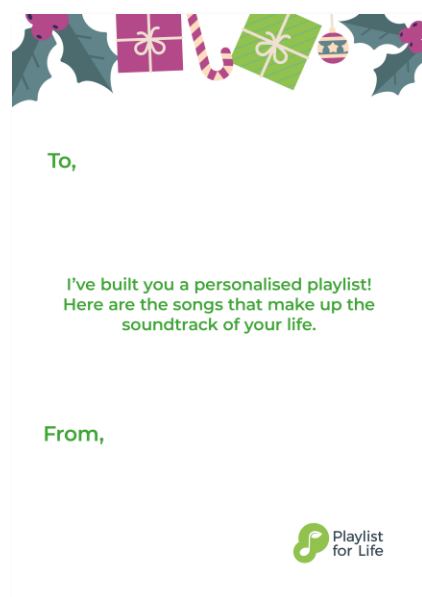 To,
I’ve built you a personalised playlist!
Here are the songs that make up the
soundtrack of your life.
From,
Playlist
for Life